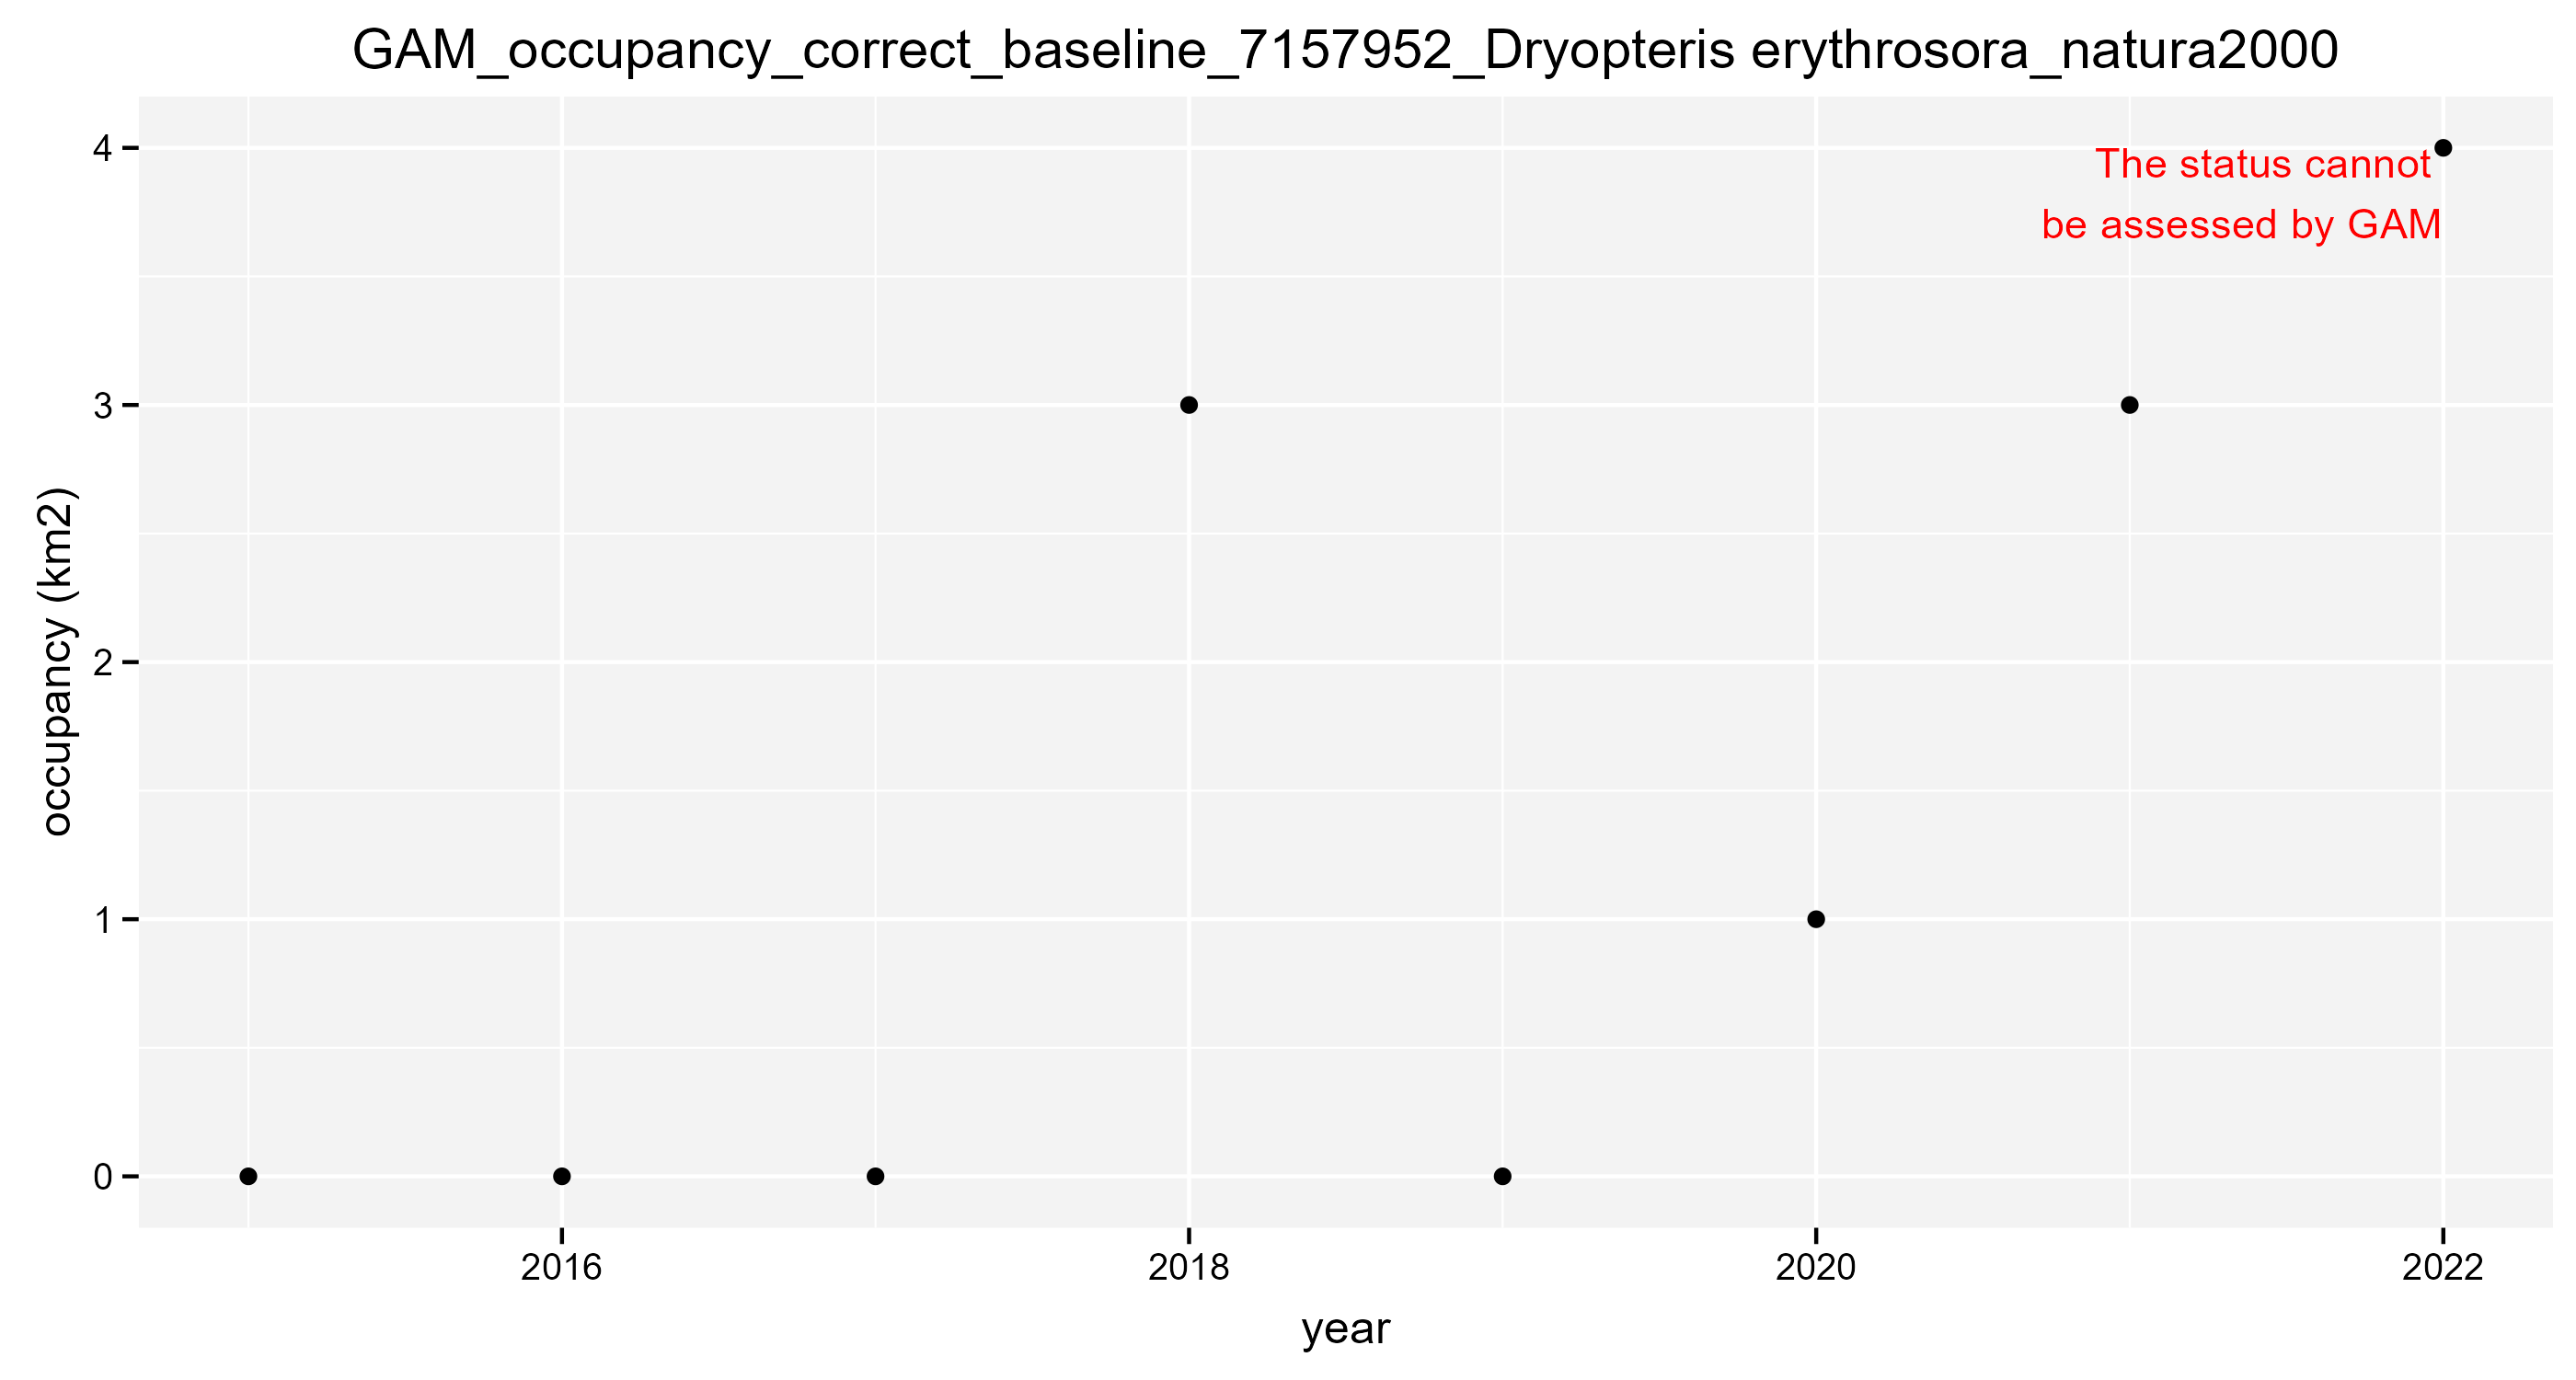 GAM_occupancy_correct_baseline_7157952_Dryopteris erythrosora_natura2000
4
The status cannot
be assessed by GAM
3
occupancy (km2)
2
1
0
2016 2018 2020 2022
year